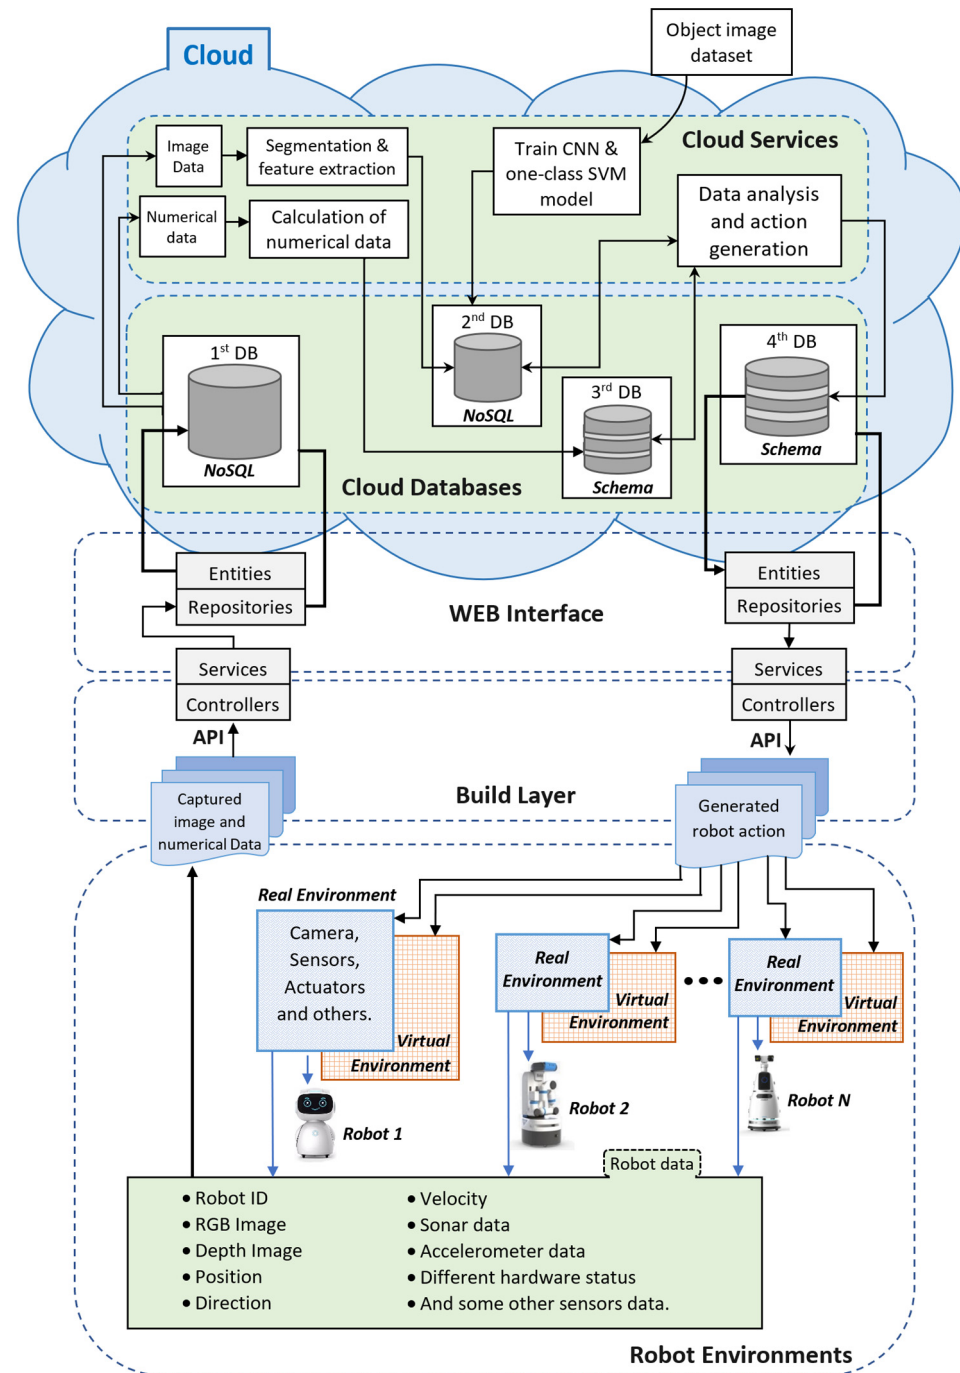 Cloud
Object image
dataset
Cloud Services
Image
Data
Segmentation &
feature extraction
Train CNN &
one-class SVM
model
Data analysis
and action
generation
Numerical
data
Calculation of
numerical data
1st DB
NoSQL
2nd DB
NoSQL
3rd DB
Schema
4th DB
Schema
Cloud Databases
Entities
Repositories
WEB Interface
Entities
Repositories
Services
Controllers
Services
Controllers
API
API
Captured
image and
numerical Data
Build Layer
Generated
robot action
Real Environment
Camera,
Sensors,
Actuators
and others.
Virtual
Environment
Real
Environment
Virtual
Environment
Real
Environment
Virtual
Environment
Robot 1
Robot 2
Robot N
Robot data
• Robot ID
• RGB Image
• Depth Image
• Position
• Direction
• Velocity
• Sonar data
• Accelerometer data
• Different hardware status
• And some other sensors data.
Robot Environments